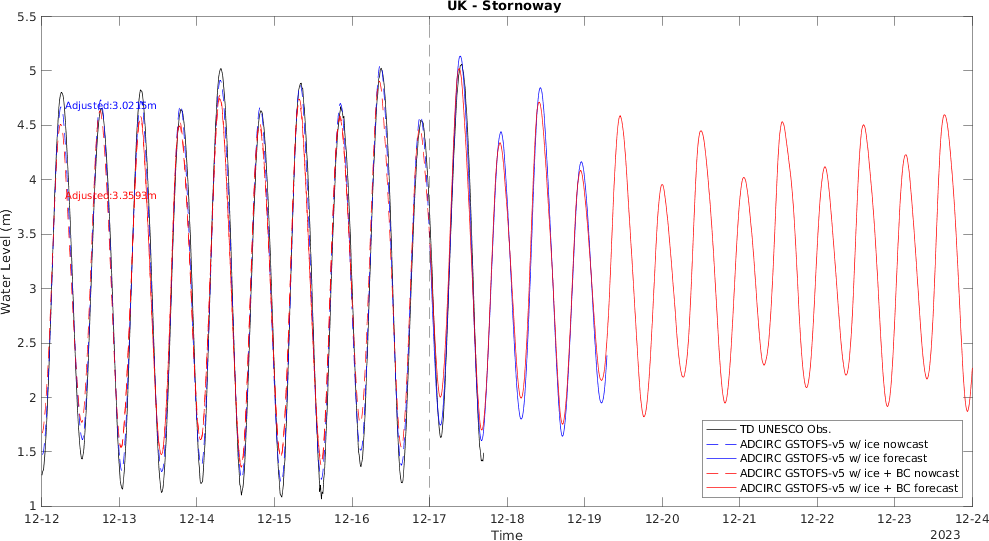 UK - Stornoway
5.5
5
4.5
4
3.5
3
2.5
2
1.5
1
Water Level (m)
Adjusted:3.0215m
Adjusted:3.3593m
TD UNESCO Obs.
ADCIRC GSTOFS-v5 w/ ice nowcast
ADCIRC GSTOFS-v5 w/ ice forecast
ADCIRC GSTOFS-v5 w/ ice + BC nowcast
ADCIRC GSTOFS-v5 w/ ice + BC forecast
12-12 12-13 12-14 12-15 12-16 12-17 12-18 12-19 12-20 12-21 12-22 12-23 12-24
Time
2023